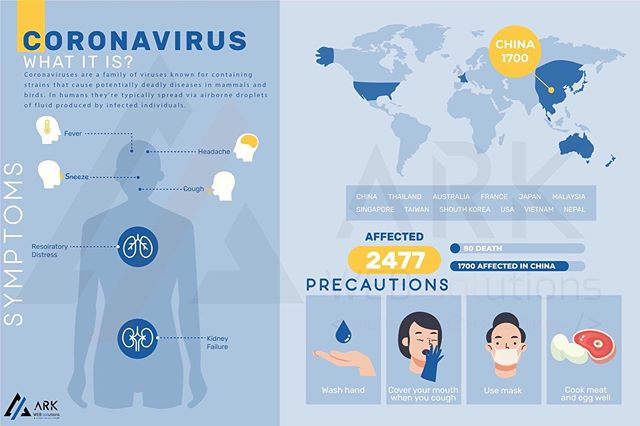 CORONAVIRUS
WHAT IT IS?
Coronaviruses are a family of viruses known for containing
strains that cause potentially deadly diseases in mammals and
birds. In humans they're typically spread via airborne droplets
of fluid produced by infected individuals.
SYMPTOMS
Fever
Headache
Sneeze
Cough
Resoiratory
Distress
Kidney
Failure
ARK
WEB solutions
CHINA
1700
CHINA THAILAND AUSTRALIA FRANCE JAPAN MALAYSIA
SINGAPORE TAIWAN SHOUTH KOREA USA VIETNAM NEPAL
AFFECTED
2477
80 DEATH
1700 AFFECTED IN CHINA
PRECAUTIONS
Wash hand
Cover your mouth
when you cough
Use mask
Cook meat
and egg well
ARK
WEB solutions